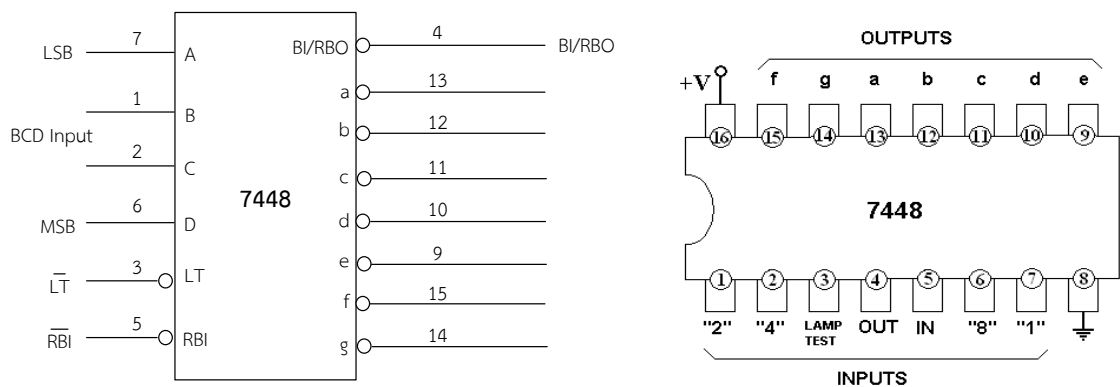 LSB 7 A BI/RBO 4 BI/RBO
a 13
1 B
b 12
BCD Input
2 C c 11
7448
MSB 6 D d 10
e 9
L̅T̅ 3 LT
f 15
R̅B̅I̅ 5 RBI
g 14
OUTPUTS
+V f g a b c d e
16 15 14 13 12 11 10 9
7448
1 2 3 4 5 6 7 8
"2" "4" LAMP TEST OUT IN "8" "1"
INPUTS